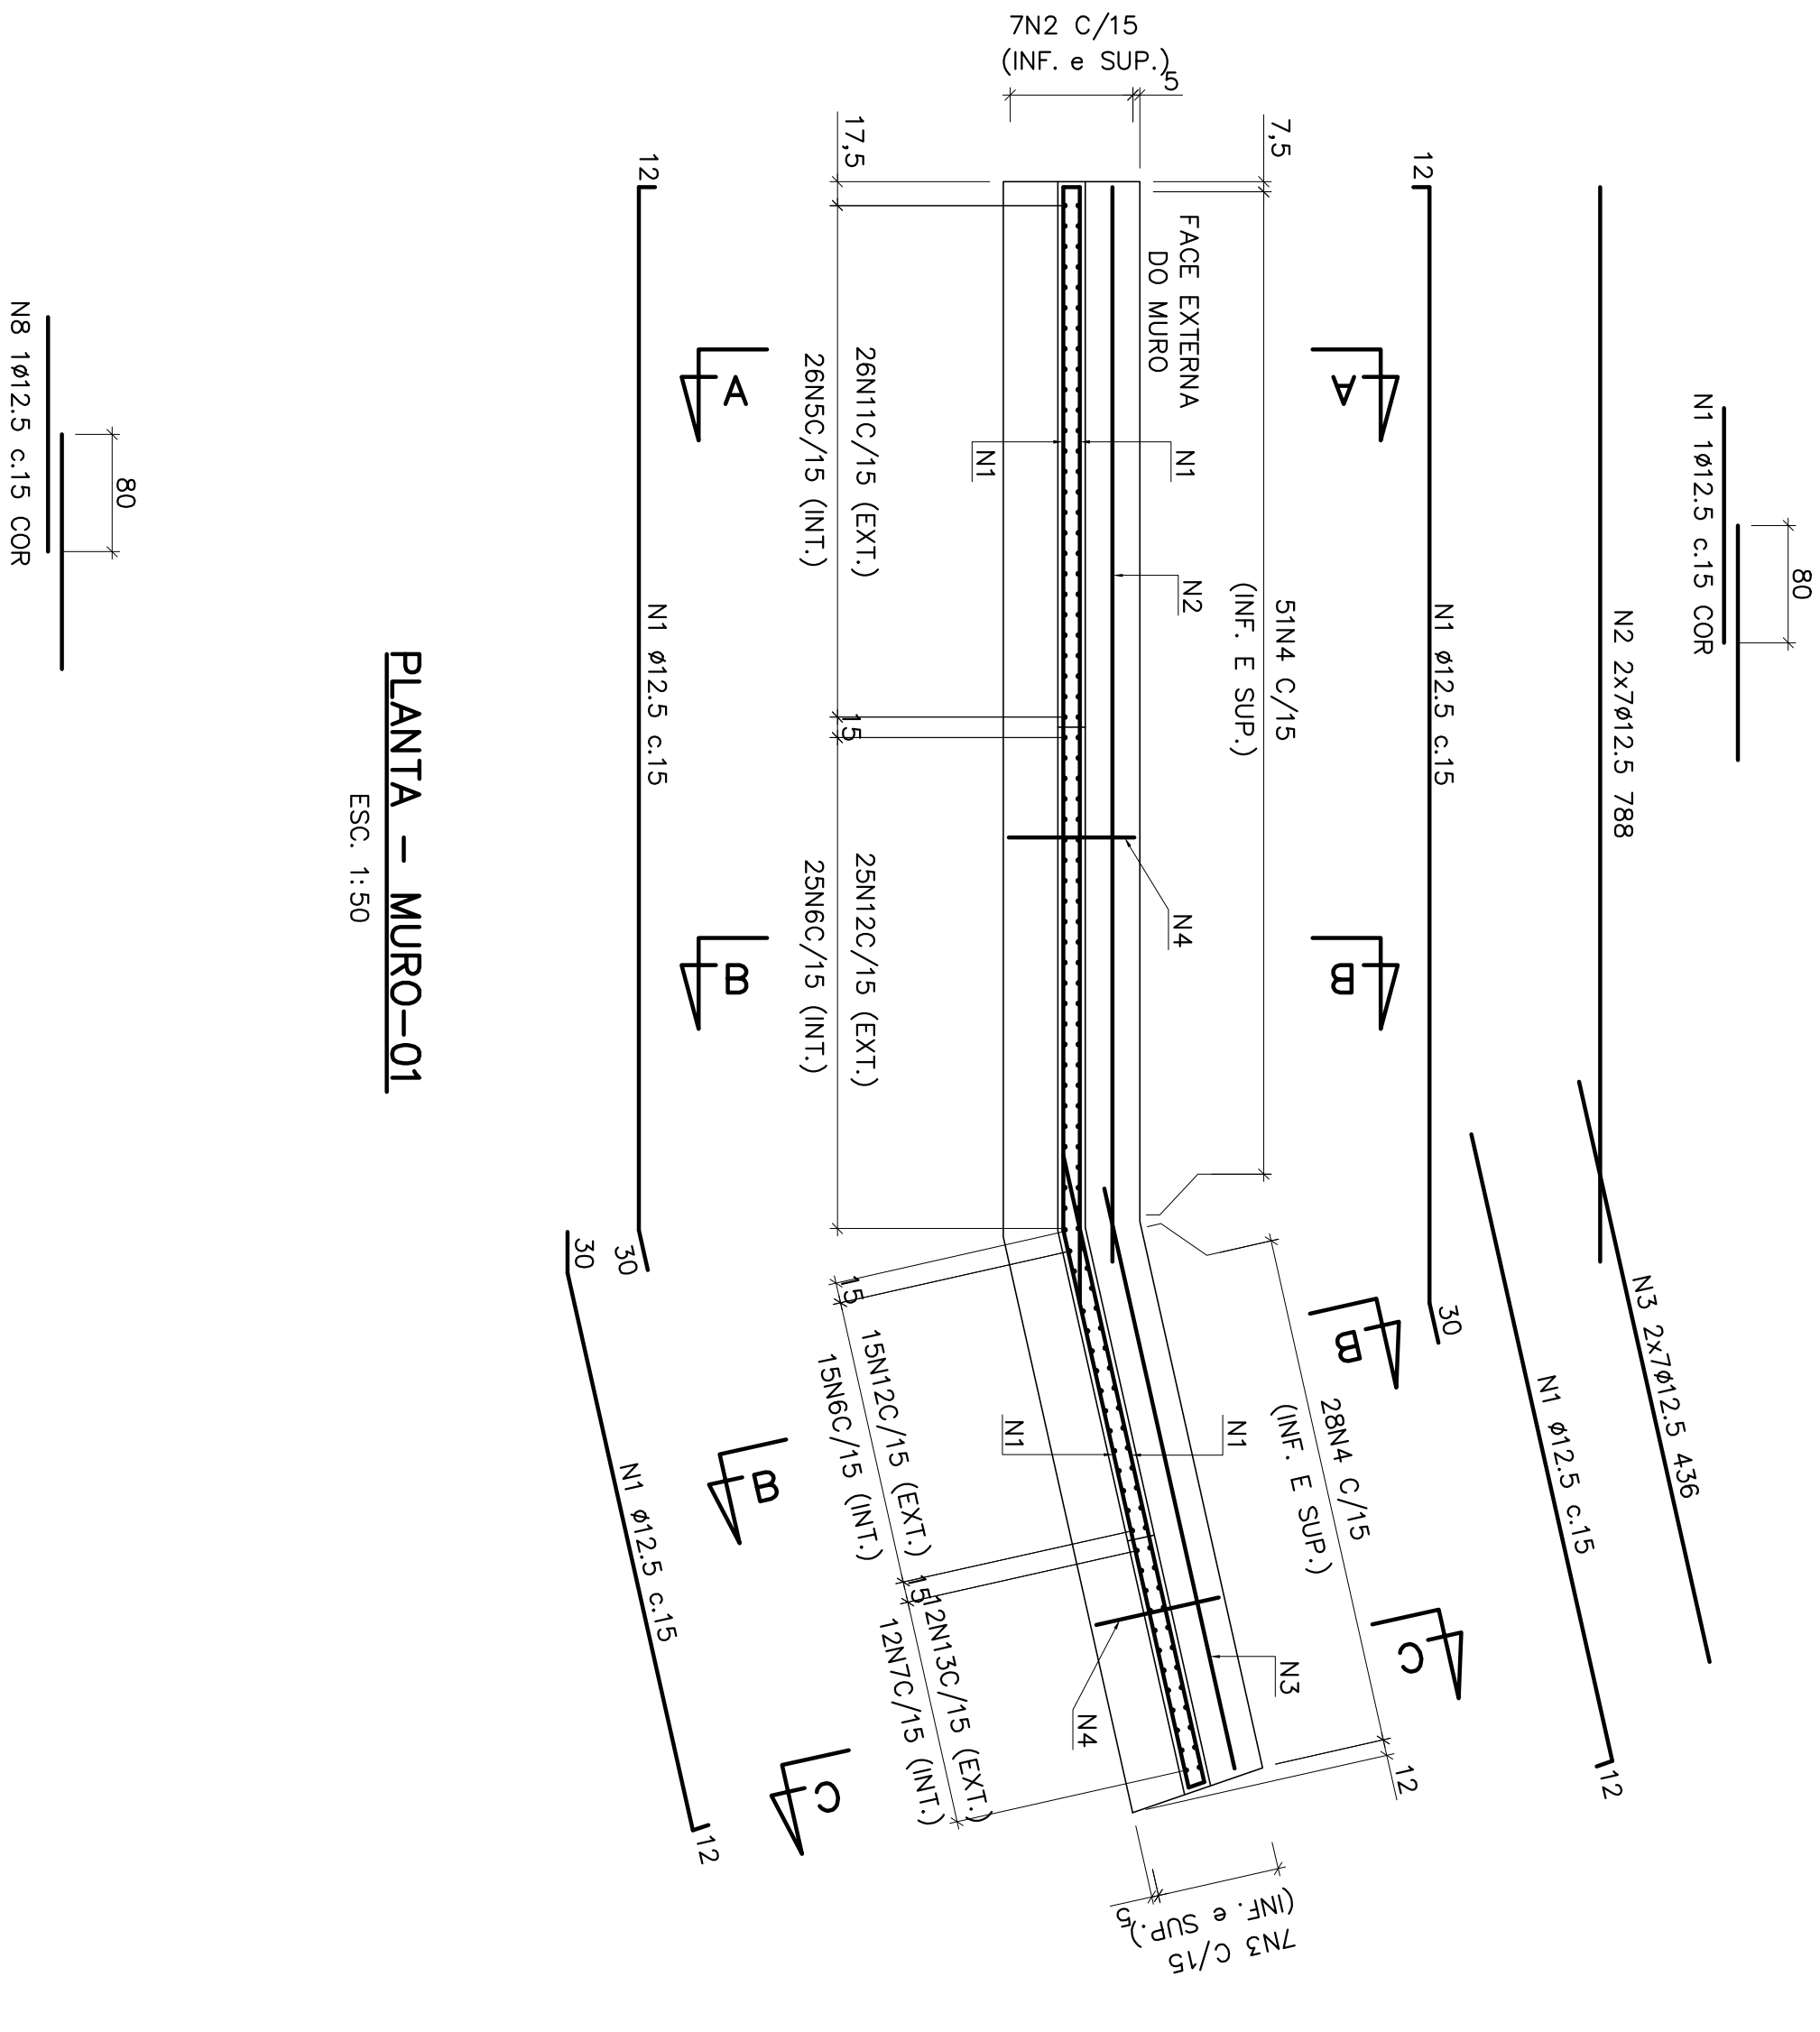 7N2 C/15
(INF. e SUP.)
5
7,5
17,5
12
12
FACE EXTERNA
DO MURO
N2 2x7ø12.5 788
N1 1ø12.5 c.15 COR
80
N1 ø12.5 c.15
30
51N4 C/15
(INF. E SUP.)
A
A
N1
N1
N2
26N11C/15 (EXT.)
26N5C/15 (INT.)
15
25N12C/15 (EXT.)
25N6C/15 (INT.)
N4
B
B
N1 ø12.5 c.15
30
30
N8 1ø12.5 c.15 COR
80
PLANTA - MURO-01
ESC. 1:50
N3 2x7ø12.5 436
N1 ø12.5 c.15
12
B
28N4 C/15
(INF. E SUP.)
C
12
N1
N1
N3
N4
15
15N12C/15 (EXT.)
15N6C/15 (INT.)
15
12N13C/15 (EXT.)
12N7C/15 (INT.)
B
C
N1 ø12.5 c.15
12
5
7N3 C/15
(INF. e SUP.)